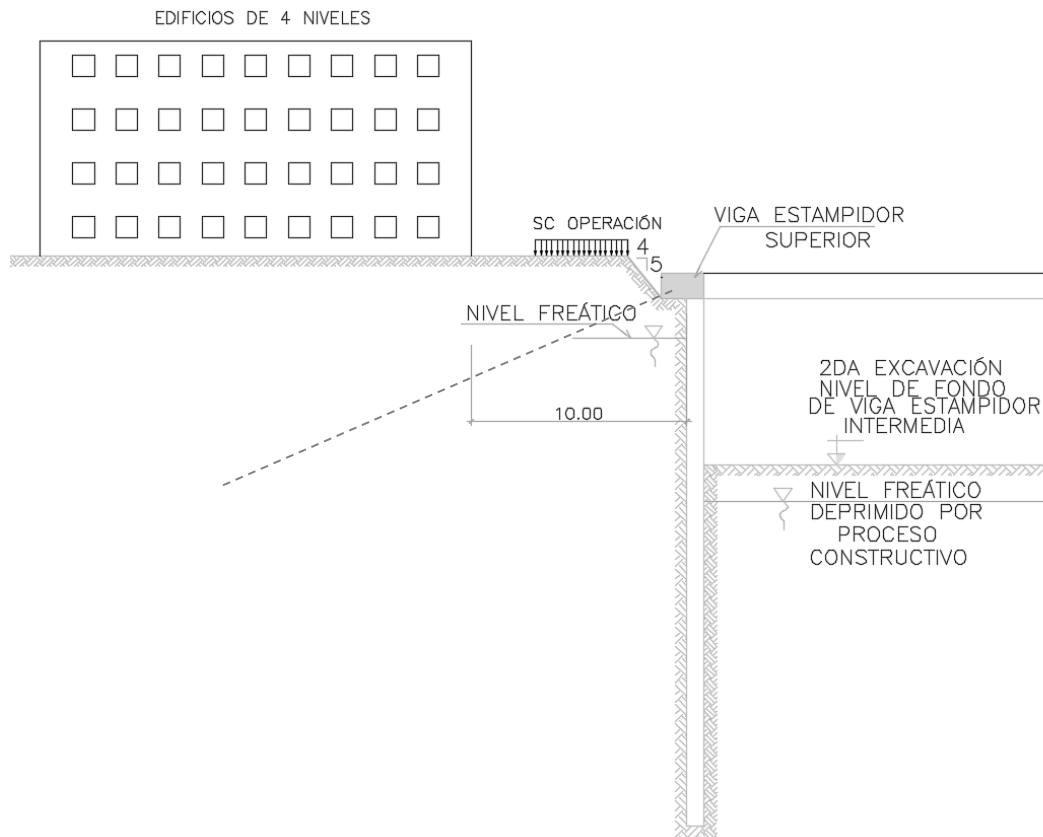 EDIFICIOS DE 4 NIVELES
SC OPERACIÓN
4
5
VIGA ESTAMPIDOR
SUPERIOR
NIVEL FREÁTICO
10.00
2DA EXCAVACIÓN
NIVEL DE FONDO
DE VIGA ESTAMPIDOR
INTERMEDIA
NIVEL FREÁTICO
DEPRIMIDO POR
PROCESO
CONSTRUCTIVO